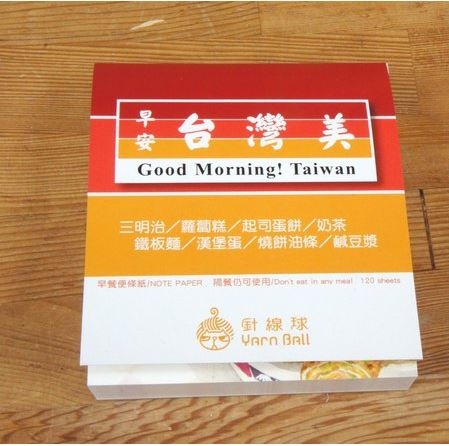 早安 台灣美
Good Morning! Taiwan
三明治／蘿蔔糕／起司蛋餅／奶茶
鐵板麵／漢堡蛋／燒餅油條／鹹豆漿
早餐便條紙/NOTE PAPER 隔餐仍可使用/Don't eat in any meal 120 sheets
針線球
Yarn Ball